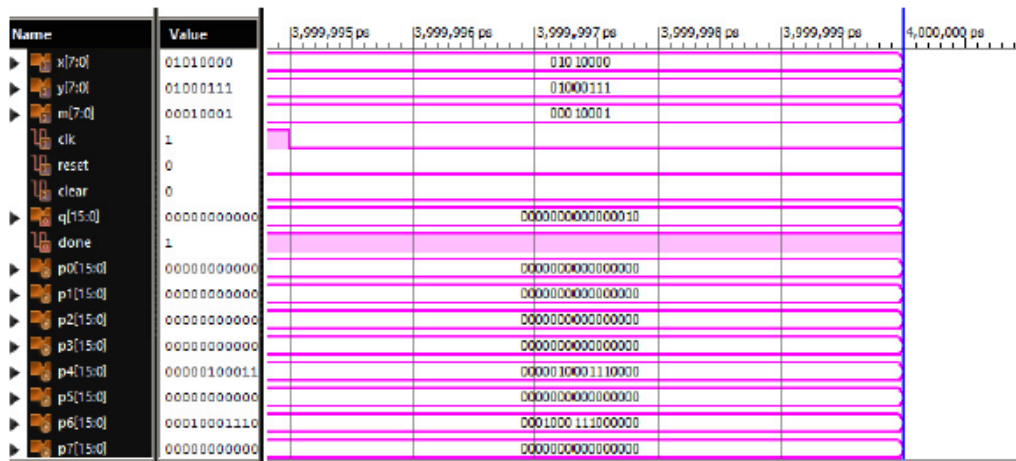 Name Value 3,999,995 ps 3,999,996 ps 3,999,997 ps 3,999,998 ps 3,999,999 ps 4,000,000 ps
x[7:0] 01010000 01010000
y[7:0] 01000111 01000111
m[7:0] 00010001 00010001
clk 1
reset 0
clear 0
q[15:0] 00000000000 0000000000000010
done 1
p0[15:0] 00000000000 0000000000000000
p1[15:0] 00000000000 0000000000000000
p2[15:0] 00000000000 0000000000000000
p3[15:0] 00000000000 0000000000000000
p4[15:0] 00000100011 0000010001110000
p5[15:0] 00000000000 0000000000000000
p6[15:0] 00010001110 0001000111000000
p7[15:0] 00000000000 0000000000000000